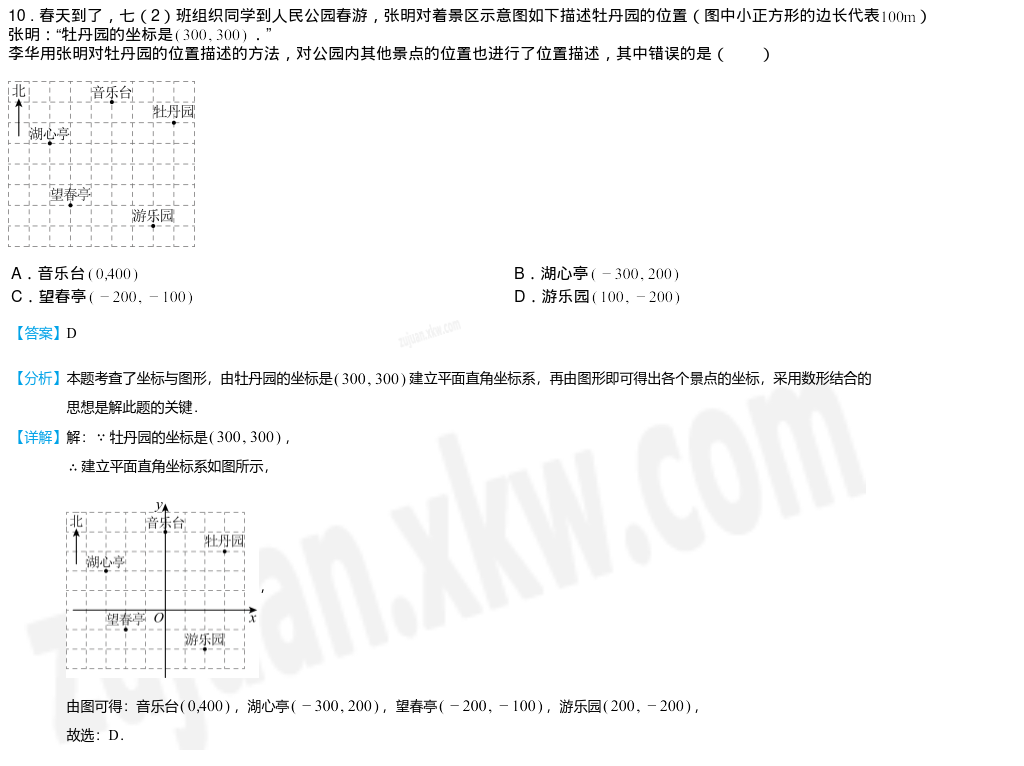 10．春天到了，七（2）班组织同学到人民公园春游，张明对着景区示意图如下描述牡丹园的位置（图中小正方形的边长代表100m）
张明：“牡丹园的坐标是(300,300)．”
李华用张明对牡丹园的位置描述的方法，对公园内其他景点的位置也进行了位置描述，其中错误的是（　　）
北
音乐台
牡丹园
湖心亭
望春亭
游乐园
A．音乐台(0,400)
B．湖心亭(－300,200)
C．望春亭(－200,－100)
D．游乐园(100,－200)
【答案】D
【分析】本题考查了坐标与图形，由牡丹园的坐标是(300,300)建立平面直角坐标系，再由图形即可得出各个景点的坐标，采用数形结合的
思想是解此题的关键．
【详解】解：∵牡丹园的坐标是(300,300)，
∴建立平面直角坐标系如图所示，
y
北
音乐台
牡丹园
湖心亭
，
望春亭 O x
游乐园
由图可得：音乐台(0,400)，湖心亭(－300,200)，望春亭(－200,－100)，游乐园(200,－200)，
故选：D．
zujuan.xkw.com
zujuan.xkw.com